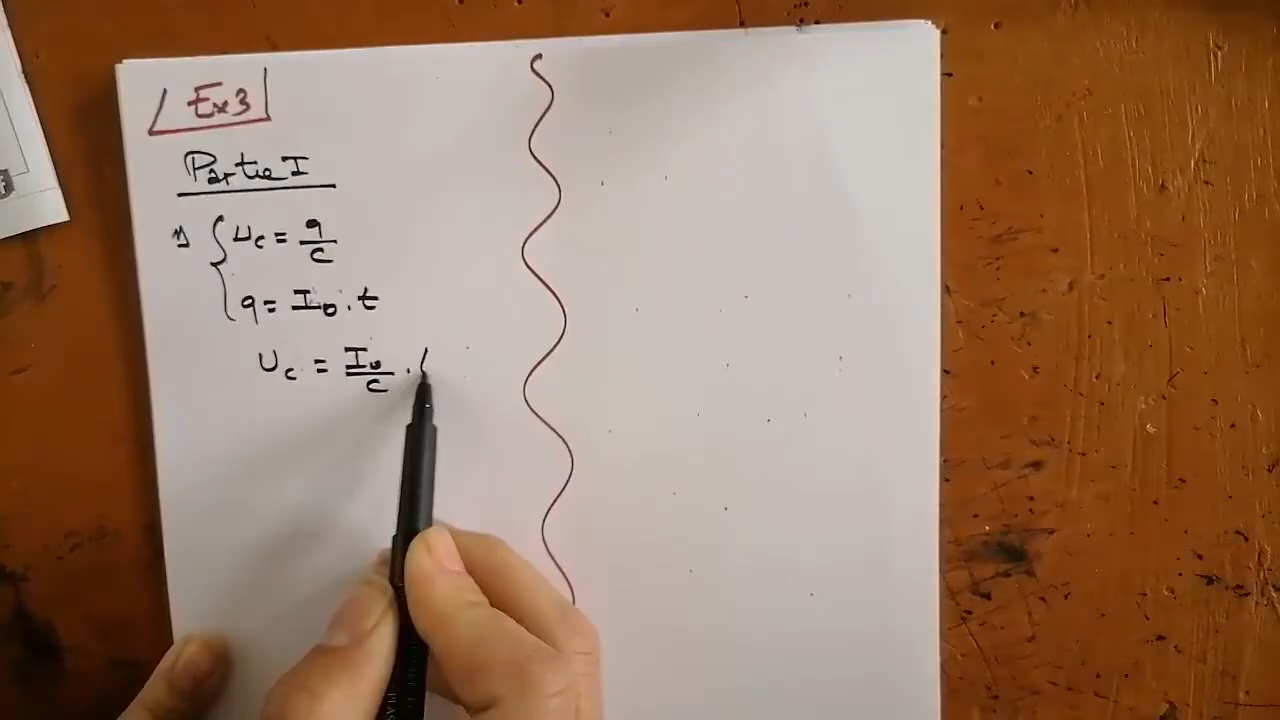 Ex3
Partie I
1) { Uc = q/c
q = I0 . t
Uc = I0/c .